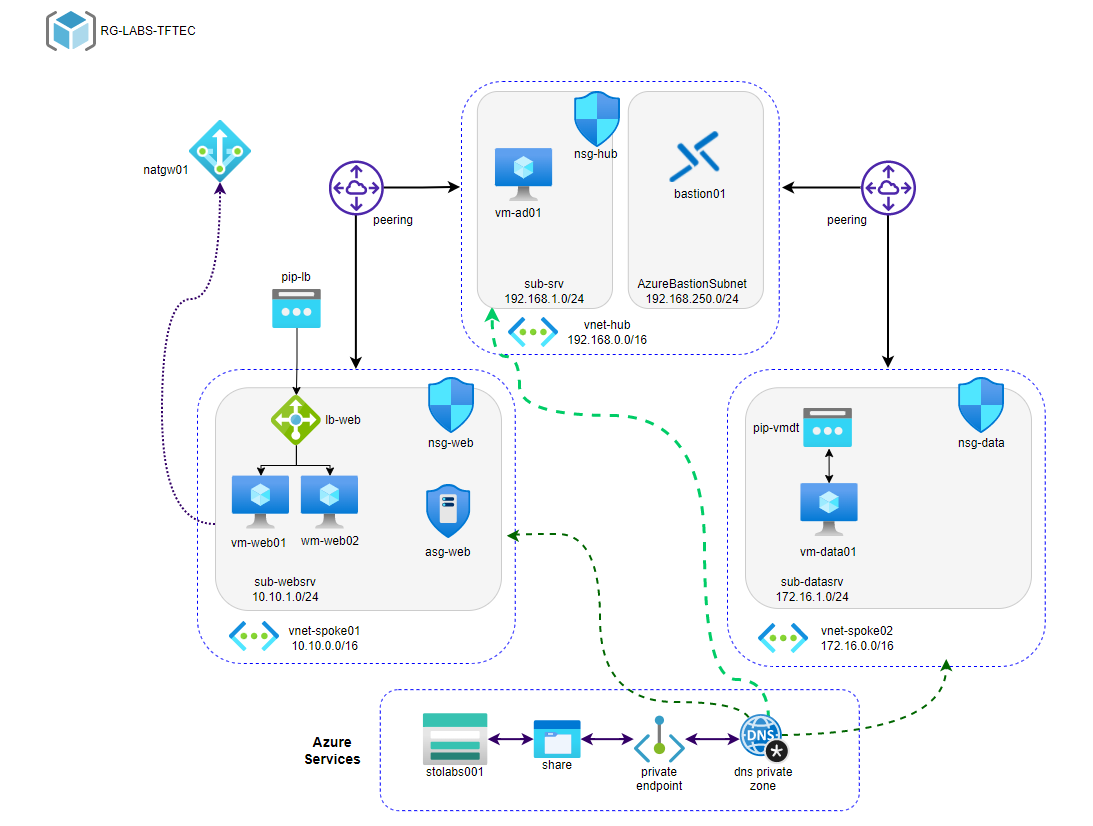 RG-LABS-TFTEC
natgw01
peering
nsg-hub
vm-ad01
sub-srv
192.168.1.0/24
bastion01
AzureBastionSubnet
192.168.250.0/24
vnet-hub
192.168.0.0/16
peering
pip-lb
lb-web
nsg-web
vm-web01
wm-web02
asg-web
sub-websrv
10.10.1.0/24
vnet-spoke01
10.10.0.0/16
pip-vmdt
nsg-data
vm-data01
sub-datasrv
172.16.1.0/24
vnet-spoke02
172.16.0.0/16
Azure
Services
stolabs001
share
private
endpoint
DNS
dns private
zone